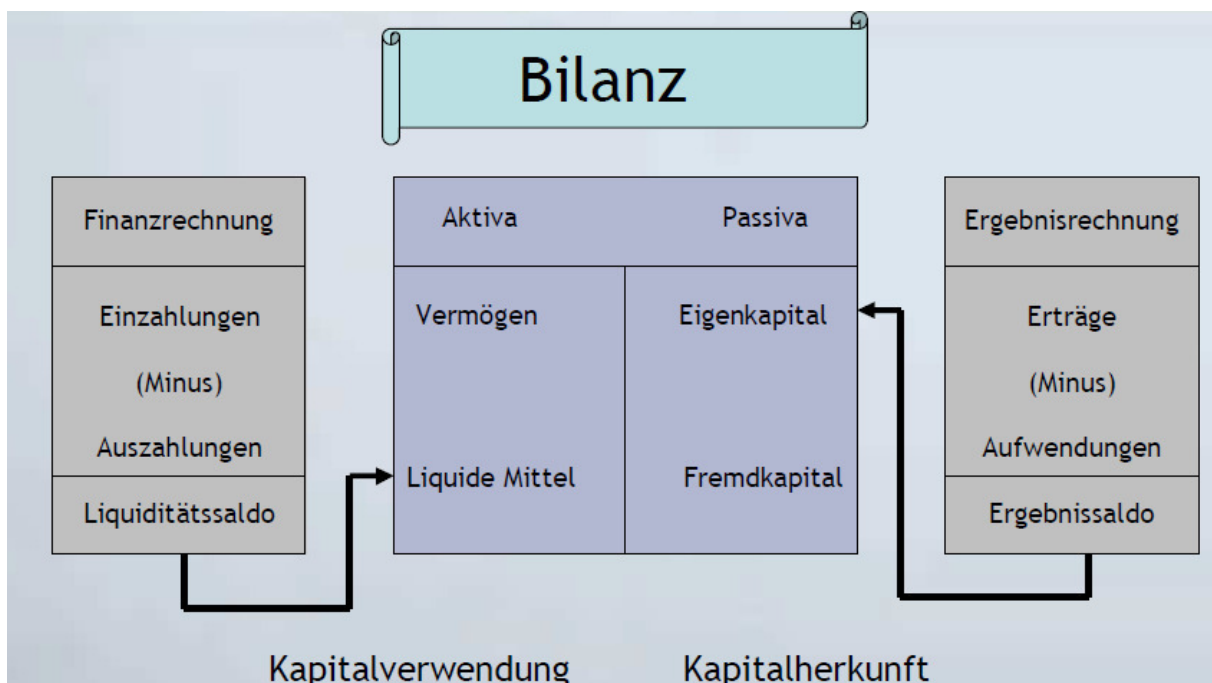 Bilanz
Finanzrechnung
Einzahlungen
(Minus)
Auszahlungen
Liquiditätssaldo
Aktiva Passiva
Vermögen Eigenkapital
Liquide Mittel Fremdkapital
Ergebnisrechnung
Erträge
(Minus)
Aufwendungen
Ergebnissaldo
Kapitalverwendung Kapitalherkunft